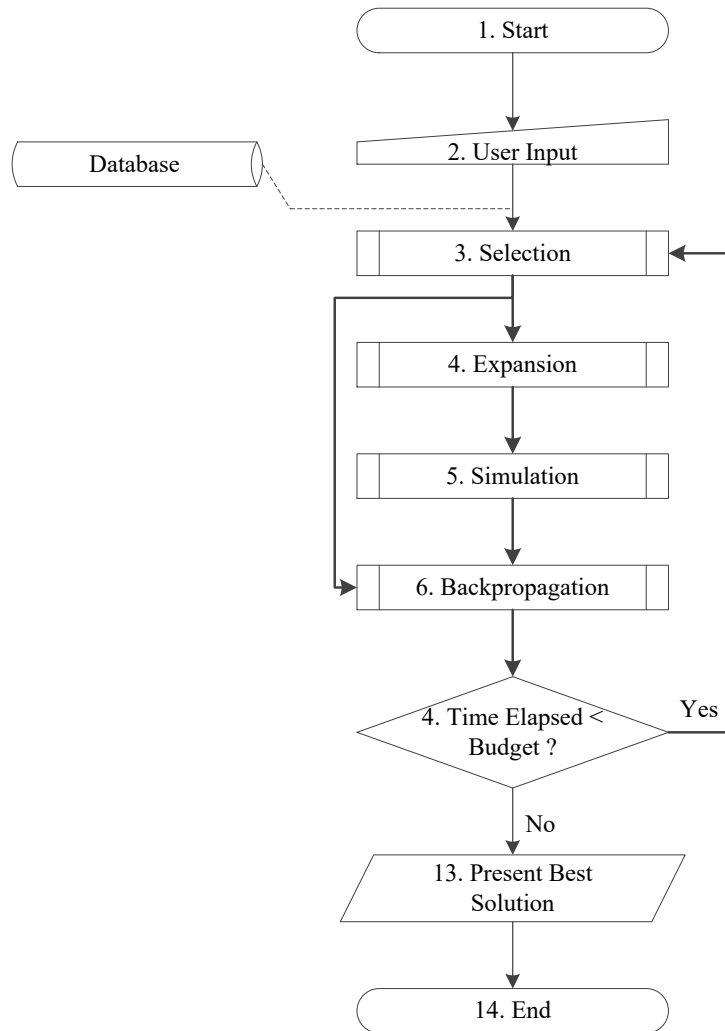 1. Start
2. User Input
Database
3. Selection
4. Expansion
5. Simulation
6. Backpropagation
4. Time Elapsed <
Budget ?
Yes
No
13. Present Best
Solution
14. End